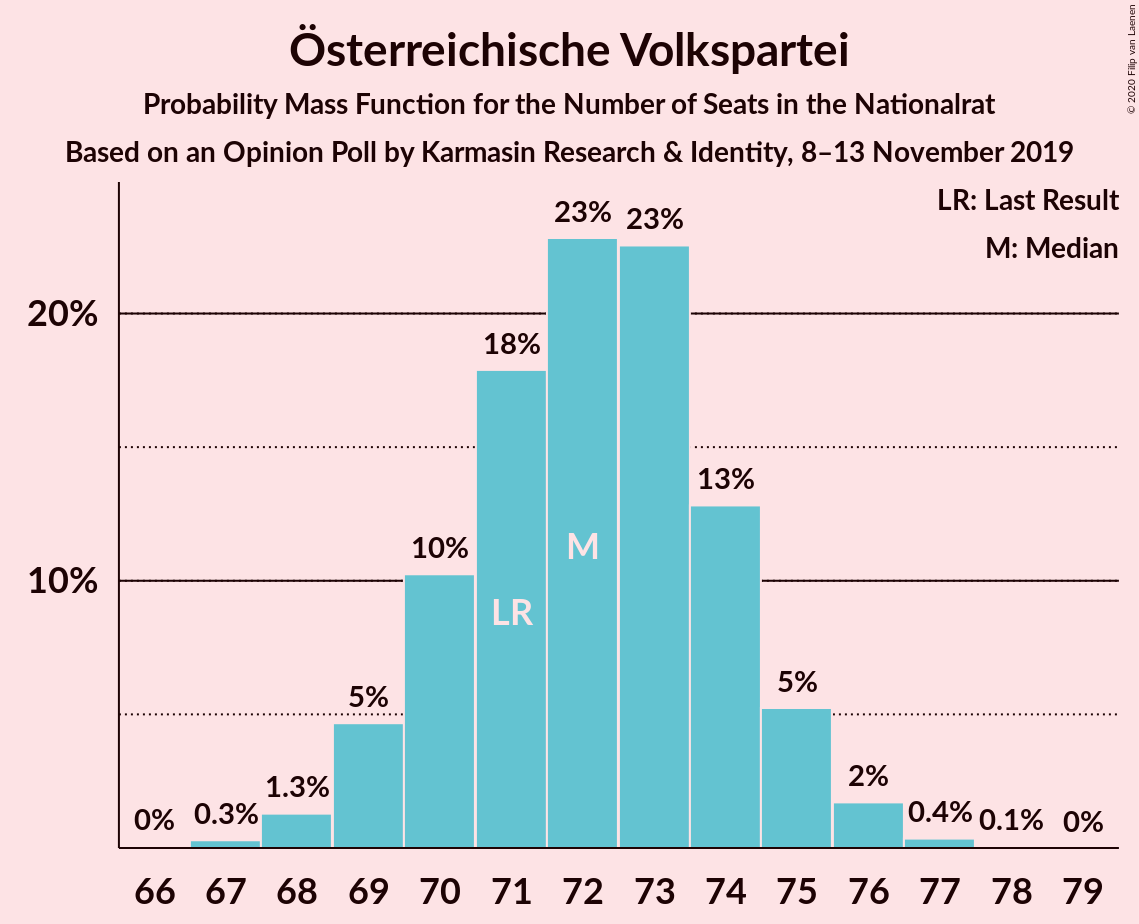 Österreichische Volkspartei
Probability Mass Function for the Number of Seats in the Nationalrat
Based on an Opinion Poll by Karmasin Research & Identity, 8–13 November 2019
© 2020 Filip van Laenen
LR: Last Result
M: Median
20%
10%
0%
0.3%
1.3%
5%
10%
18%
23%
23%
13%
5%
2%
0.4%
0.1%
0%
LR
M
66 67 68 69 70 71 72 73 74 75 76 77 78 79